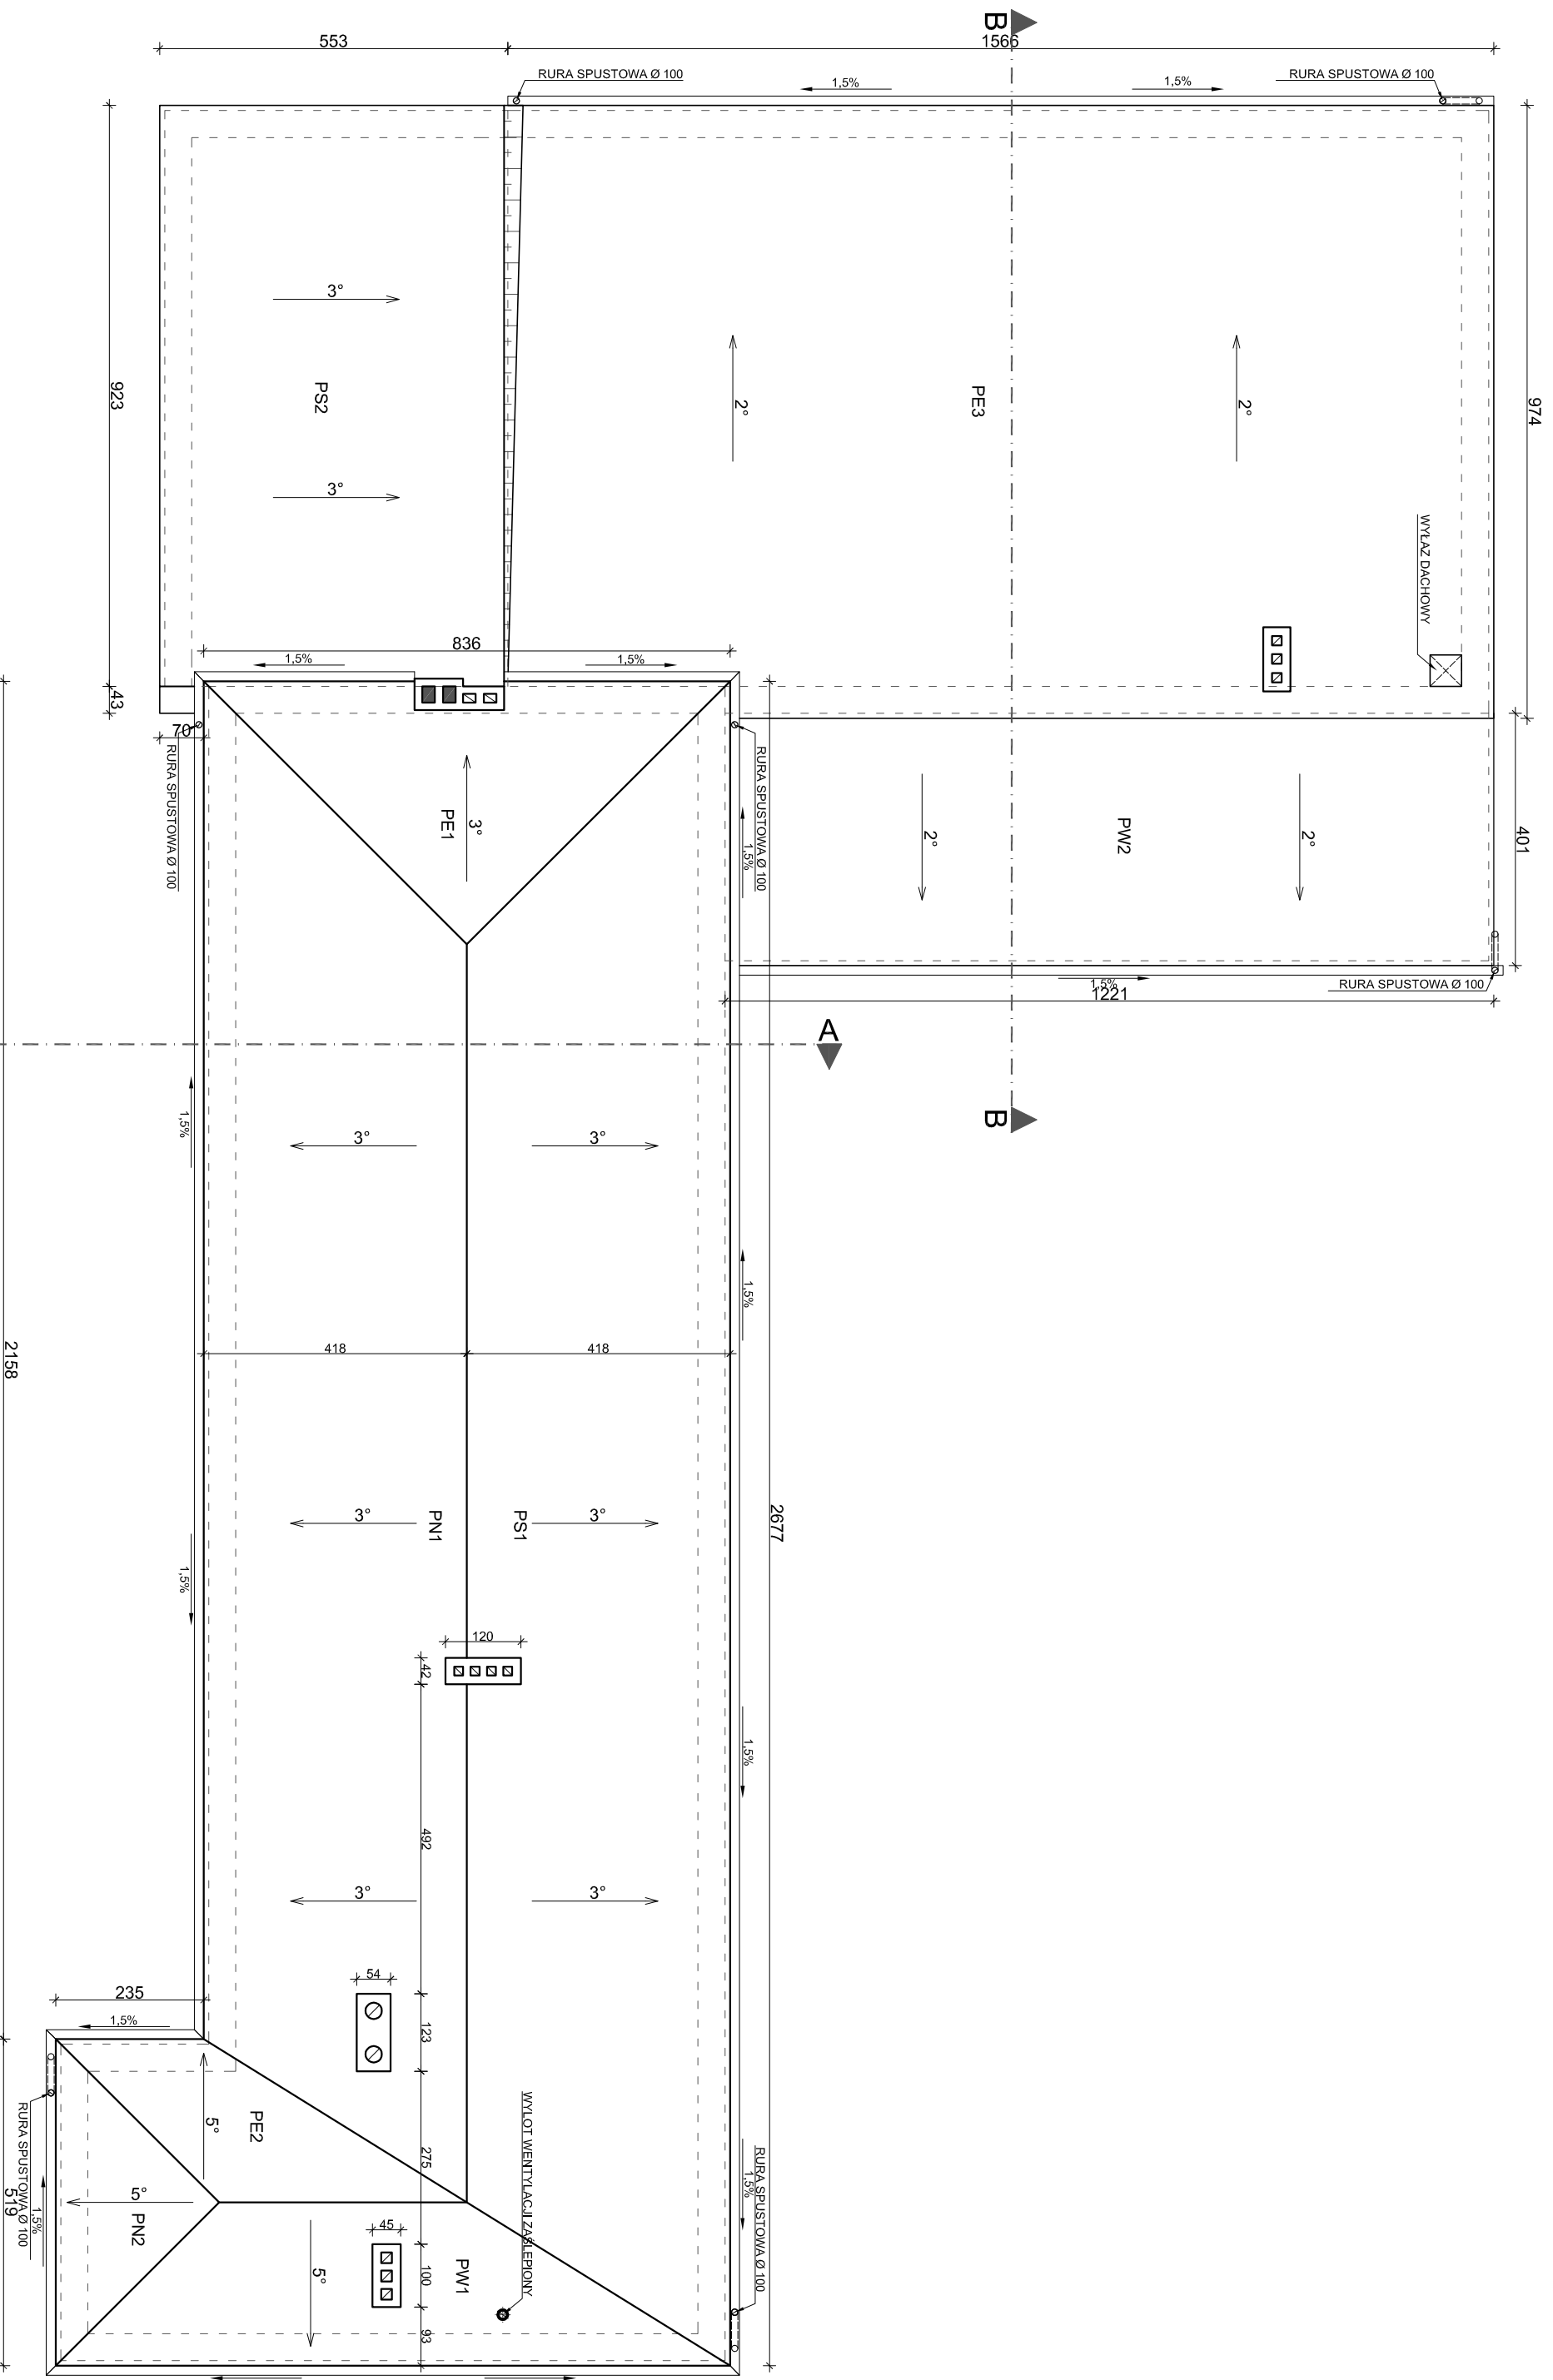 B
553
1566
RURA SPUSTOWA Ø 100
1,5%
1,5%
RURA SPUSTOWA Ø 100
3°
PS2
923
2°
PE3
2°
974
3°
WYŁAZ DACHOWY
836
1,5%
1,5%
43
70
RURA SPUSTOWA Ø 100
RURA SPUSTOWA Ø 100
1,5%
3°
PE1
2°
PW2
2°
401
1,5%
1221
RURA SPUSTOWA Ø 100
A
B
1,5%
3°
3°
1,5%
418
418
2158
2677
3°
PN1
PS1
3°
1,5%
120
42
1,5%
492
3°
3°
54
235
123
1,5%
PE2
5°
RURA SPUSTOWA Ø 100
275
WYLOT WENTYLACJI ZAŚLEPIONY
RURA SPUSTOWA Ø 100
1,5%
5°
PN2
519
1,5%
45
5°
100
PW1
93